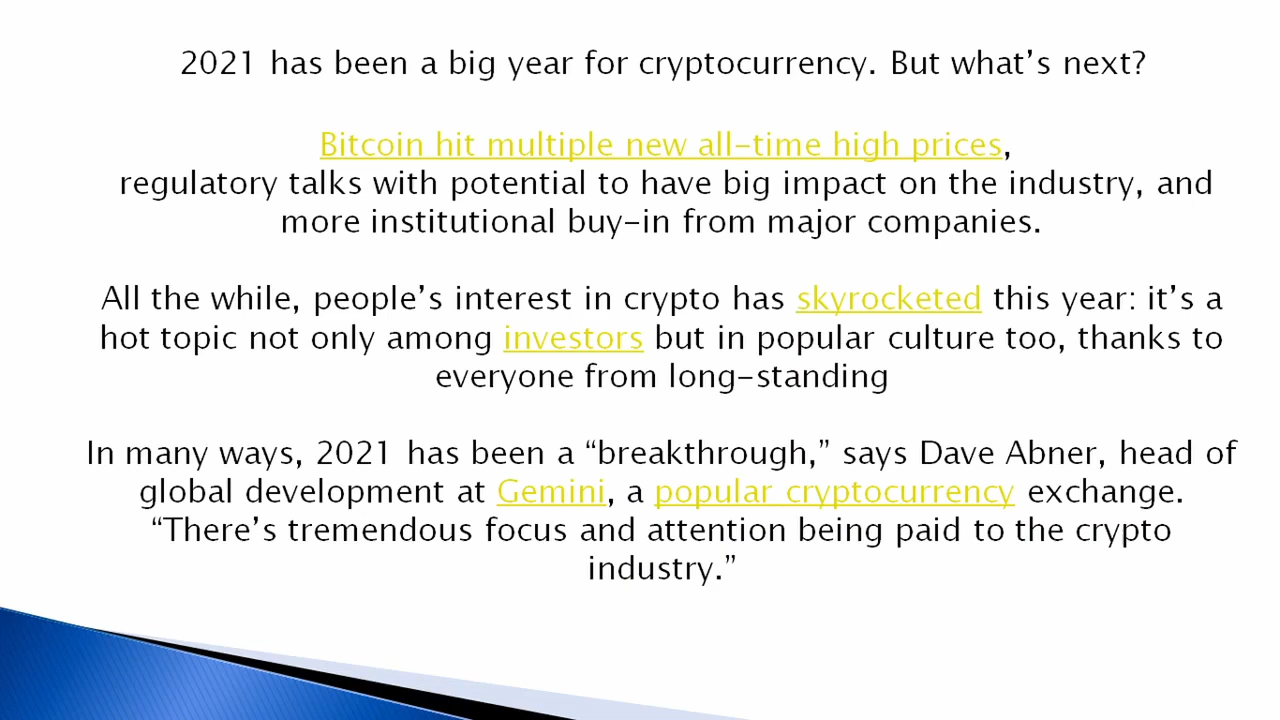 2021 has been a big year for cryptocurrency. But what’s next?
Bitcoin hit multiple new all-time high prices,
regulatory talks with potential to have big impact on the industry, and
more institutional buy-in from major companies.
All the while, people’s interest in crypto has skyrocketed this year: it’s a
hot topic not only among investors but in popular culture too, thanks to
everyone from long-standing
In many ways, 2021 has been a “breakthrough,” says Dave Abner, head of
global development at Gemini, a popular cryptocurrency exchange.
“There’s tremendous focus and attention being paid to the crypto
industry.”